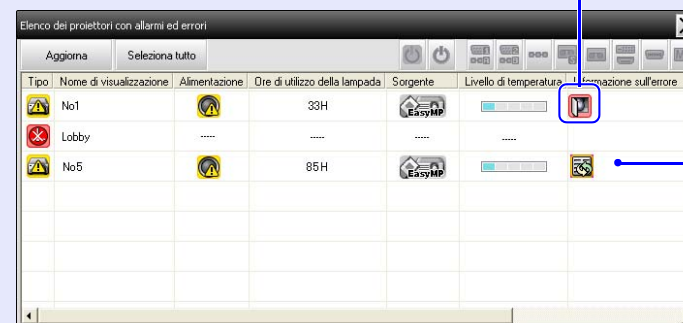 Elenco dei proiettori con allarmi ed errori
Aggiorna Seleziona tutto
Tipo Nome di visualizzazione Alimentazione Ore di utilizzo della lampada Sorgente Livello di temperatura Informazione sull'errore
No1 33H EasyMP
Lobby ----- ----- ----- -----
No5 85H EasyMP